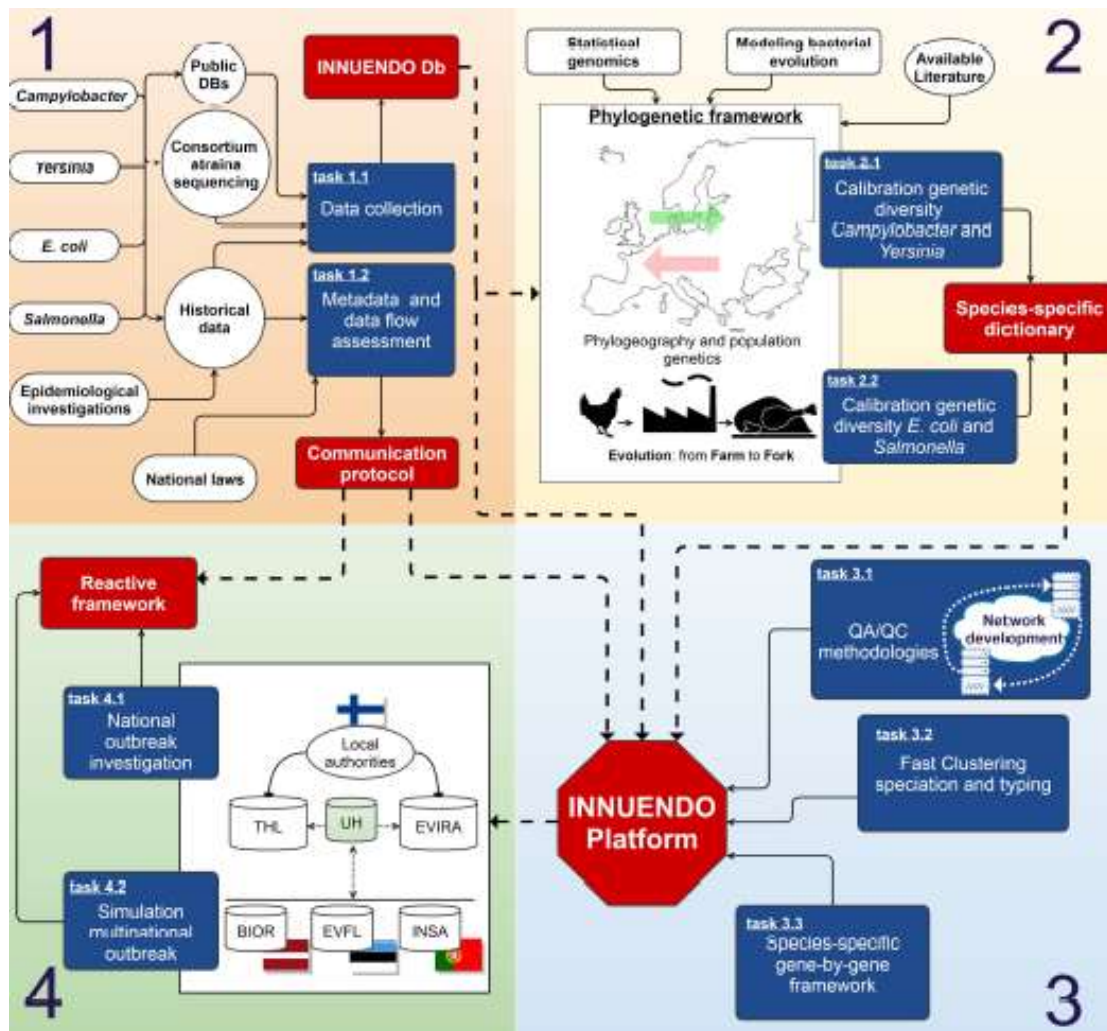 1
Campylobacter
Yersinia
E. coli
Salmonella
Epidemiological
investigations
National laws
Public
DBs
Consortium
atraina
sequencing
Historical
data
INNUENDO Db
task 1.1
Data collection
task 1.2
Metadata and
data flow
assessment
Communication
protocol
2
Statistical
genomics
Modeling bacterial
evolution
Available
Literature
Phylogenetic framework
Phylogeography and population
genetics
Evolution: from Farm to Fork
task 2.1
Calibration genetic
diversity
Campylobacter and
Yersinia
task 2.2
Calibration genetic
diversity E. coli and
Salmonella
Species-specific
dictionary
4
Reactive
framework
task 4.1
National
outbreak
investigation
task 4.2
Simulation
multinational
outbreak
Local
authorities
THL
UH
EVIRA
BIOR
EVFL
INSA
3
INNUENDO
Platform
task 3.1
QA/QC
methodologies
Network
development
task 3.2
Fast Clustering
speciation and typing
task 3.3
Species-specific
gene-by-gene
framework